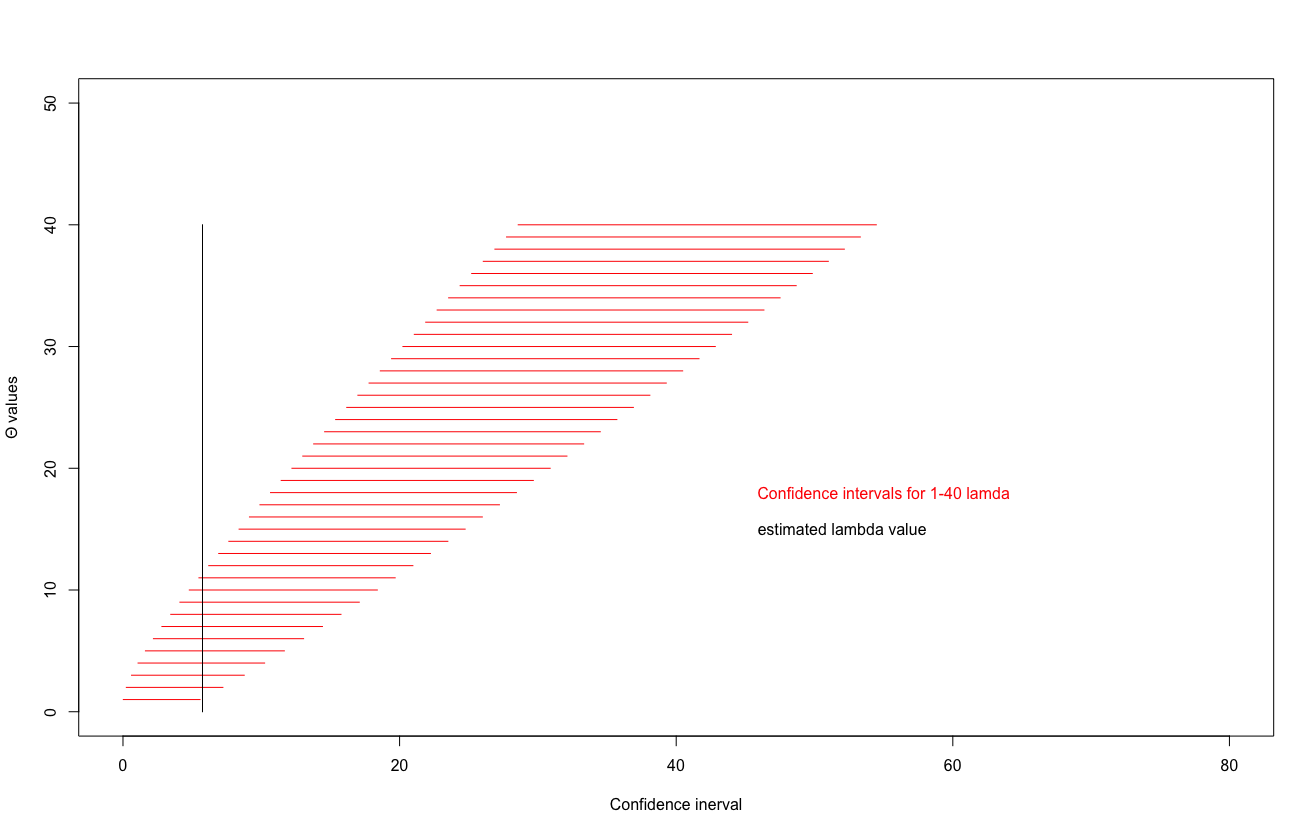 50
40
30
20
10
0
Θ values
Confidence intervals for 1-40 lamda
estimated lambda value
0 20 40 60 80
Confidence inerval